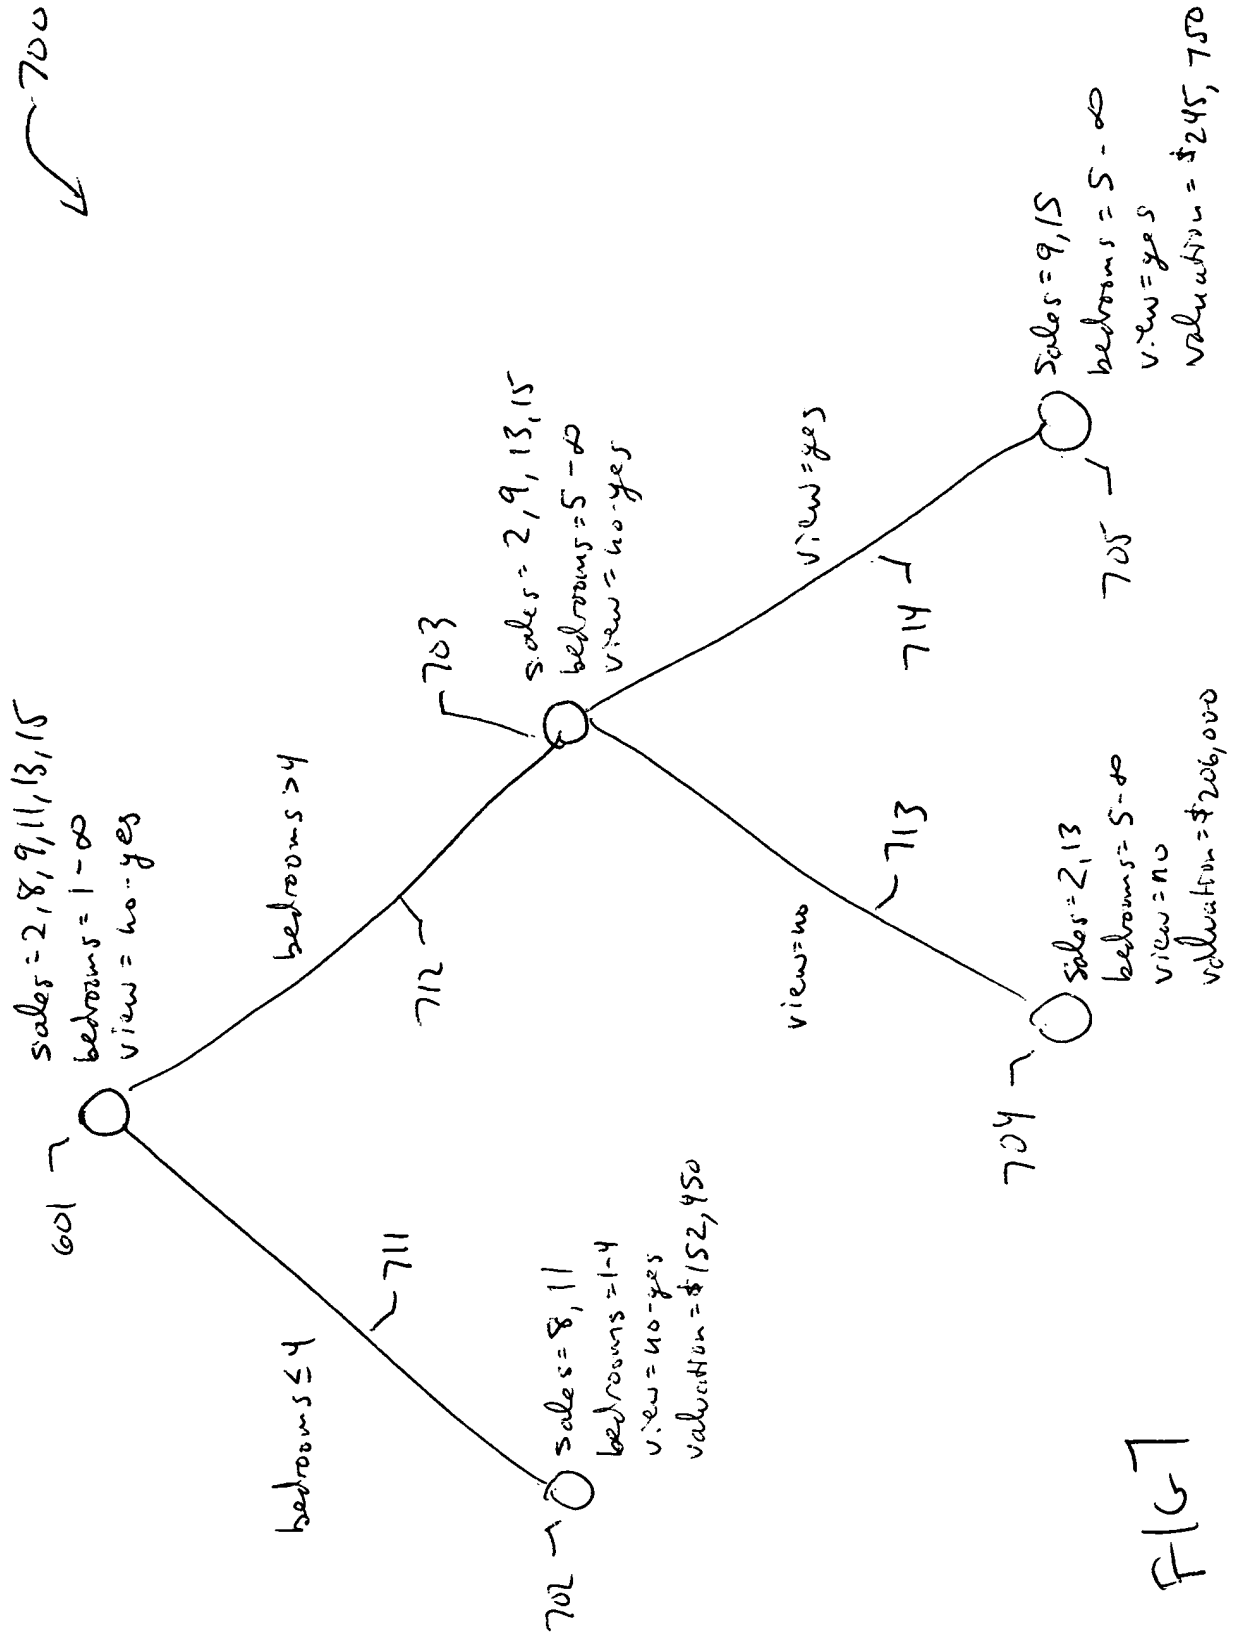 700
601
sales = 2, 8, 9, 11, 13, 15
bedrooms = 1 - ∞
view = no - yes
bedrooms ≤ 4
bedrooms > 4
711
712
703
702
sales = 8, 11
bedrooms = 1-4
view = no-yes
valuation = $152,450
sales = 2, 9, 13, 15
bedrooms = 5 - ∞
view = no-yes
view=no
view=yes
713
714
704
sales = 2, 13
bedrooms = 5-∞
view = no
valuation = $206,000
705
sales = 9, 15
bedrooms = 5 - ∞
view = yes
valuation = $245,750
FIG 7